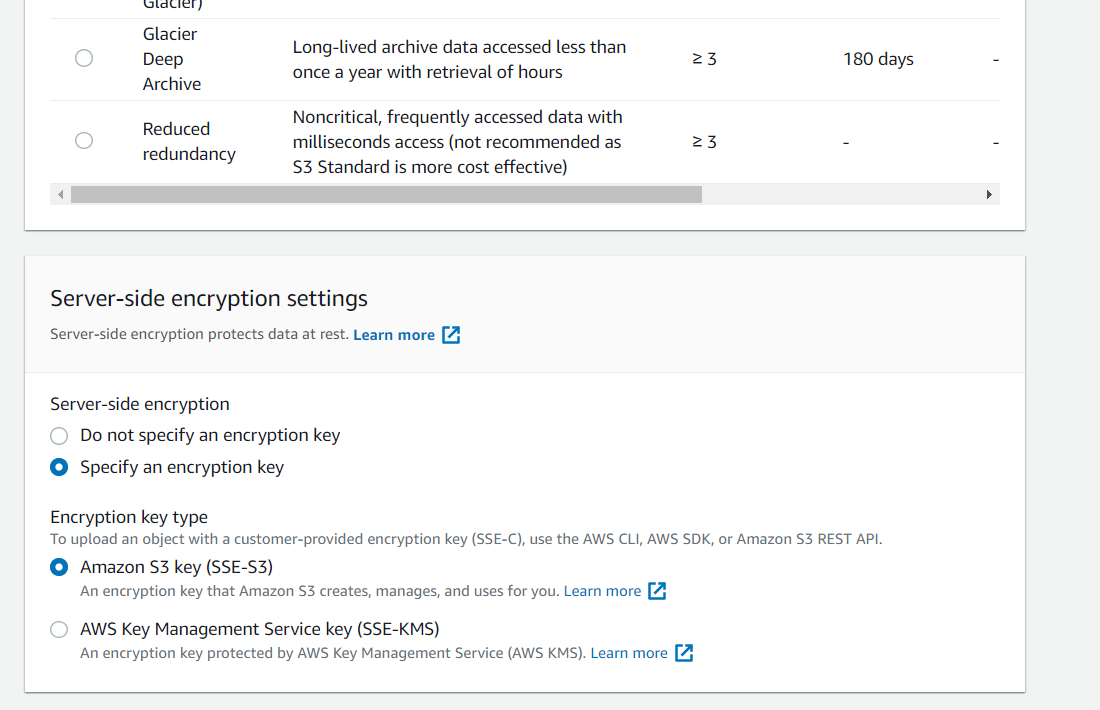 Glacier)
Glacier
Deep
Archive
Long-lived archive data accessed less than
once a year with retrieval of hours
≥ 3
180 days
-
Reduced
redundancy
Noncritical, frequently accessed data with
milliseconds access (not recommended as
S3 Standard is more cost effective)
≥ 3
-
-
Server-side encryption settings
Server-side encryption protects data at rest. Learn more
Server-side encryption
Do not specify an encryption key
Specify an encryption key
Encryption key type
To upload an object with a customer-provided encryption key (SSE-C), use the AWS CLI, AWS SDK, or Amazon S3 REST API.
Amazon S3 key (SSE-S3)
An encryption key that Amazon S3 creates, manages, and uses for you. Learn more
AWS Key Management Service key (SSE-KMS)
An encryption key protected by AWS Key Management Service (AWS KMS). Learn more